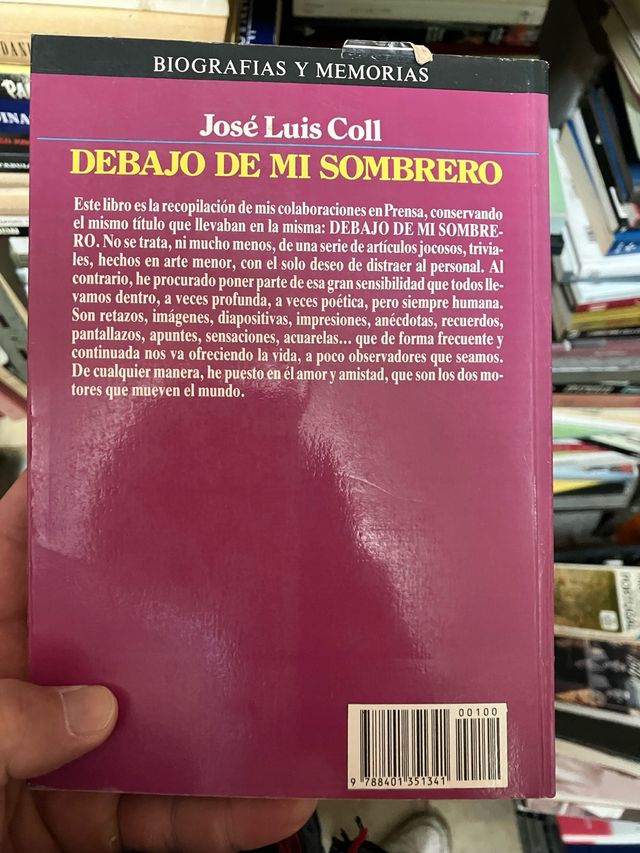 BIOGRAFIAS Y MEMORIAS
José Luis Coll
DEBAJO DE MI SOMBRERO
Este libro es la recopilación de mis colaboraciones en Prensa, conservando
el mismo título que llevaban en la misma: DEBAJO DE MI SOMBRE-
RO. No se trata, ni mucho menos, de una serie de artículos jocosos, trivia-
les, hechos en arte menor, con el solo deseo de distraer al personal. Al
contrario, he procurado poner parte de esa gran sensibilidad que todos lle-
vamos dentro, a veces profunda, a veces poética, pero siempre humana.
Son retazos, imágenes, diapositivas, impresiones, anécdotas, recuerdos,
pantallazos, apuntes, sensaciones, acuarelas... que de forma frecuente y
continuada nos va ofreciendo la vida, a poco observadores que seamos.
De cualquier manera, he puesto en él amor y amistad, que son los dos mo-
tores que mueven el mundo.
00100
9 788401 351341